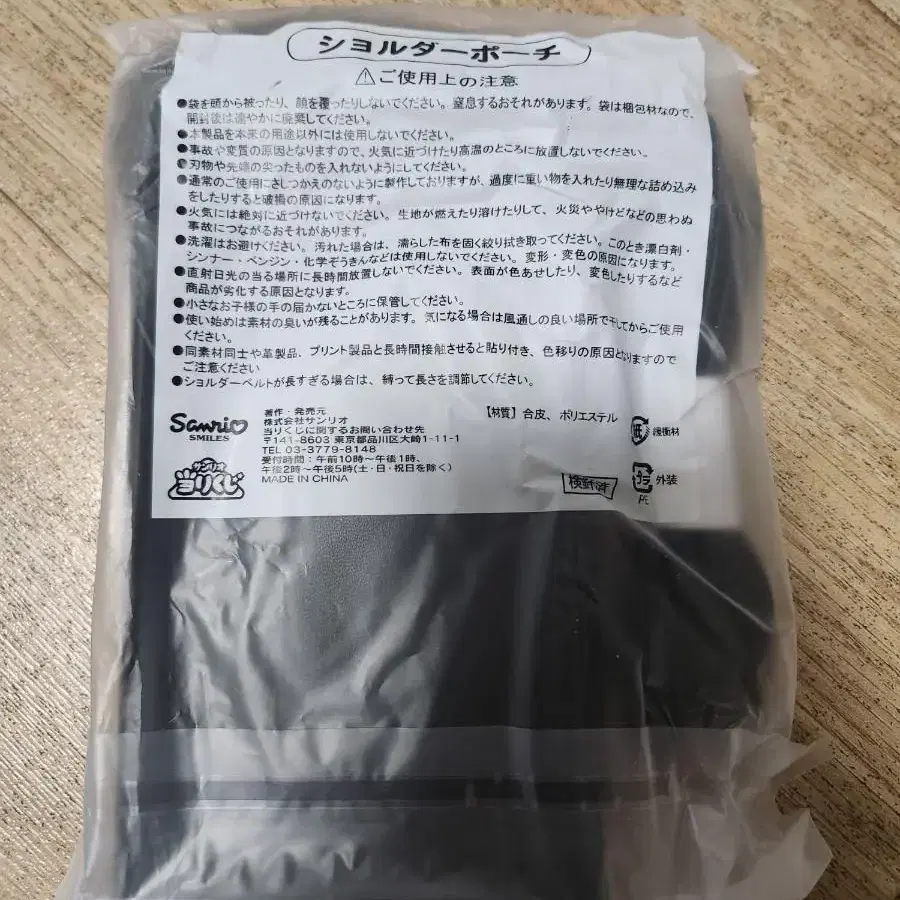 ショルダーポーチ
⚠ご使用上の注意
●袋を頭から被ったり、顔を覆ったりしないでください。窒息するおそれがあります。袋は梱包材なので、
開封後は速やかに廃棄してください。
●本製品を本来の用途以外には使用しないでください。
●事故や変質の原因となりますので、火気に近づけたり高温のところに放置しないでください。
●刃物や先端の尖ったものを入れないようにしてください。
●通常のご使用にさしつかえのないように製作しておりますが、過度に重い物を入れたり無理な詰め込み
をしたりすると破損の原因になります。
●火気には絶対に近づけないでください。生地が燃えたり溶けたりして、火災ややけどなどの思わぬ
事故につながるおそれがあります。
●洗濯はお避けください。汚れた場合は、濡らした布を固く絞り拭き取ってください。このとき漂白剤・
シンナー・ベンジン・化学ぞうきんなどは使用しないでください。変形・変色の原因になります。
●直射日光の当る場所に長時間放置しないでください。表面が色あせしたり、変色したりするなど
商品が劣化する原因となります。
●小さなお子様の手の届かないところに保管してください。
●使い始めは素材の臭いが残ることがあります。気になる場合は風通しの良い場所で干してからご使用
ください。
●同素材同士や革製品、プリント製品と長時間接触させると貼り付き、色移りの原因となりますので
ご注意ください
●ショルダーベルトが長すぎる場合は、縛って長さを調節してください。
Sanrio
SMILES
サンリオ
当りくじ
著作・発売元
株式会社サンリオ
当りくじに関するお問い合わせ先
〒141-8603 東京都品川区大崎1-11-1
TEL 03-3779-8148
受付時間：午前10時～午後1時、
午後2時～午後5時(土・日・祝日を除く)
MADE IN CHINA
【材質】合皮、ポリエステル
緩衝材
検針済
プラ 外装
PE